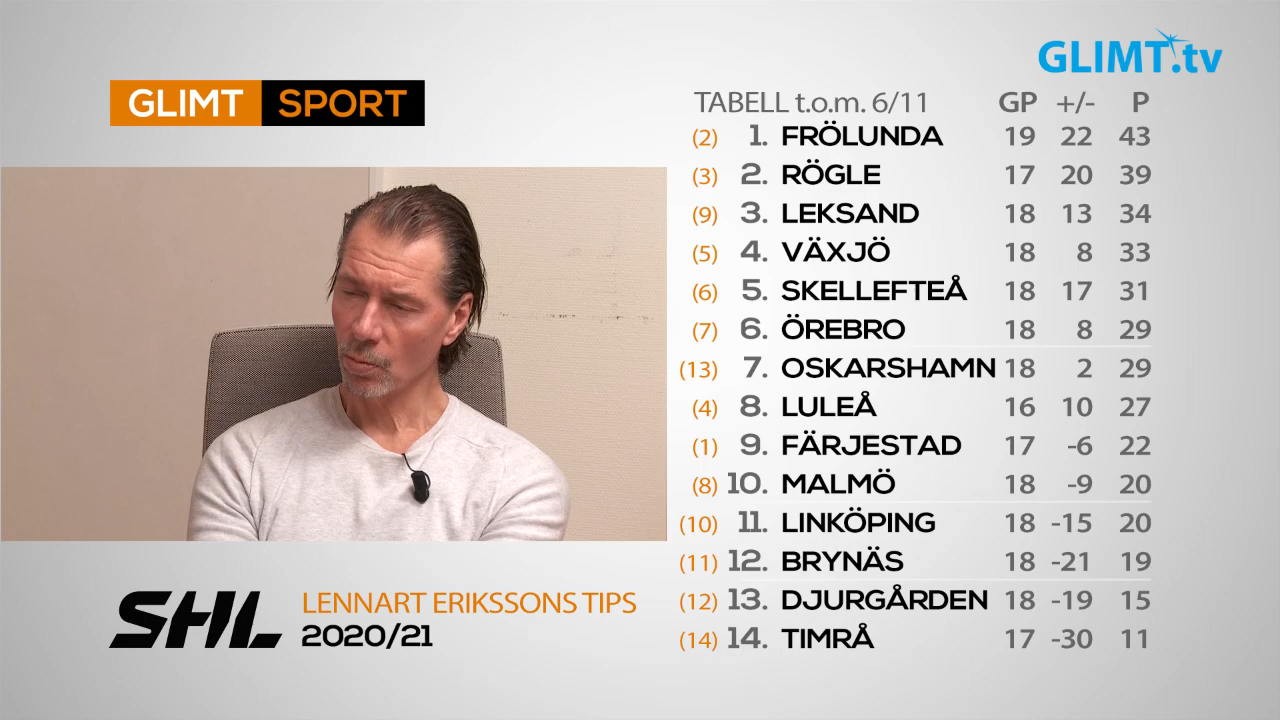 GLIMT.tv
GLIMT SPORT
TABELL t.o.m. 6/11 GP +/- P
(2) 1. FRÖLUNDA 19 22 43
(3) 2. RÖGLE 17 20 39
(9) 3. LEKSAND 18 13 34
(5) 4. VÄXJÖ 18 8 33
(6) 5. SKELLEFTEÅ 18 17 31
(7) 6. ÖREBRO 18 8 29
(13) 7. OSKARSHAMN 18 2 29
(4) 8. LULEÅ 16 10 27
(1) 9. FÄRJESTAD 17 -6 22
(8) 10. MALMÖ 18 -9 20
(10) 11. LINKÖPING 18 -15 20
(11) 12. BRYNÄS 18 -21 19
(12) 13. DJURGÅRDEN 18 -19 15
(14) 14. TIMRÅ 17 -30 11
SHL
LENNART ERIKSSONS TIPS
2020/21